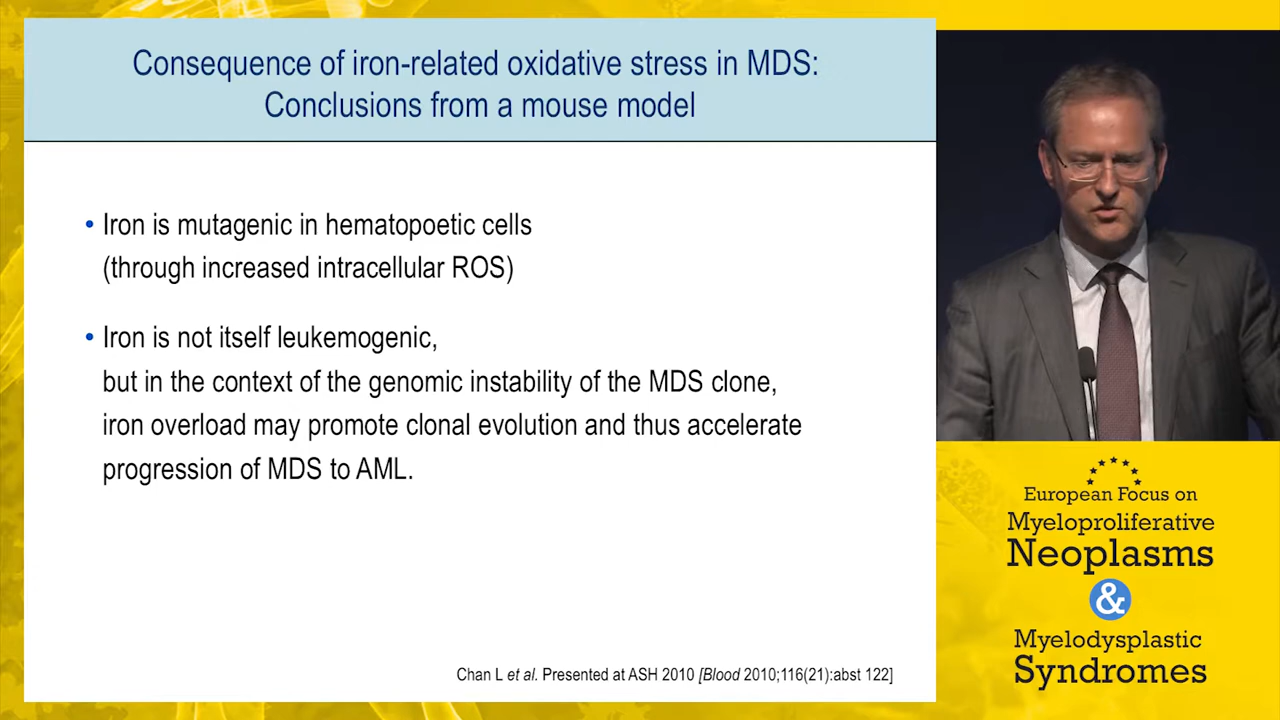 Consequence of iron-related oxidative stress in MDS:
Conclusions from a mouse model
• Iron is mutagenic in hematopoetic cells
(through increased intracellular ROS)
• Iron is not itself leukemogenic,
but in the context of the genomic instability of the MDS clone,
iron overload may promote clonal evolution and thus accelerate
progression of MDS to AML.
Chan L et al. Presented at ASH 2010 [Blood 2010;116(21):abst 122]
European Focus on
Myeloproliferative
Neoplasms
&
Myelodysplastic
Syndromes